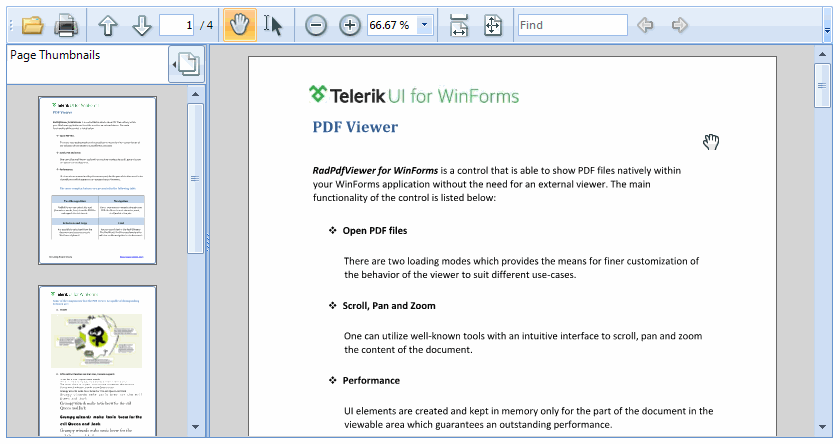 1 / 4 66.67 % Find
Page Thumbnails
Telerik UI for WinForms
PDF Viewer
RadPdfViewer for WinForms is a control that is able to show PDF files natively within
your WinForms application without the need for an external viewer. The main
functionality of the control is listed below:
❖ Open PDF files
There are two loading modes which provides the means for finer customization of
the behavior of the viewer to suit different use-cases.
❖ Scroll, Pan and Zoom
One can utilize well-known tools with an intuitive interface to scroll, pan and zoom
the content of the document.
❖ Performance
UI elements are created and kept in memory only for the part of the document in the
viewable area which guarantees an outstanding performance.